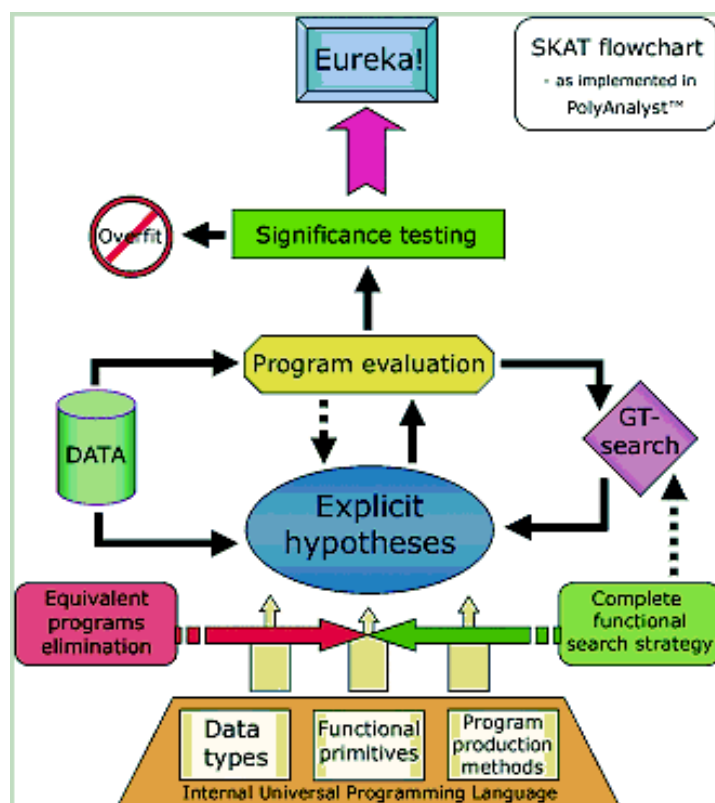 Eureka!
SKAT flowchart
- as implemented in
PolyAnalyst™
Overfit
Significance testing
Program evaluation
DATA
GT-
search
Explicit
hypotheses
Equivalent
programs
elimination
Complete
functional
search strategy
Data
types
Functional
primitives
Program
production
methods
Internal Universal Programming Language